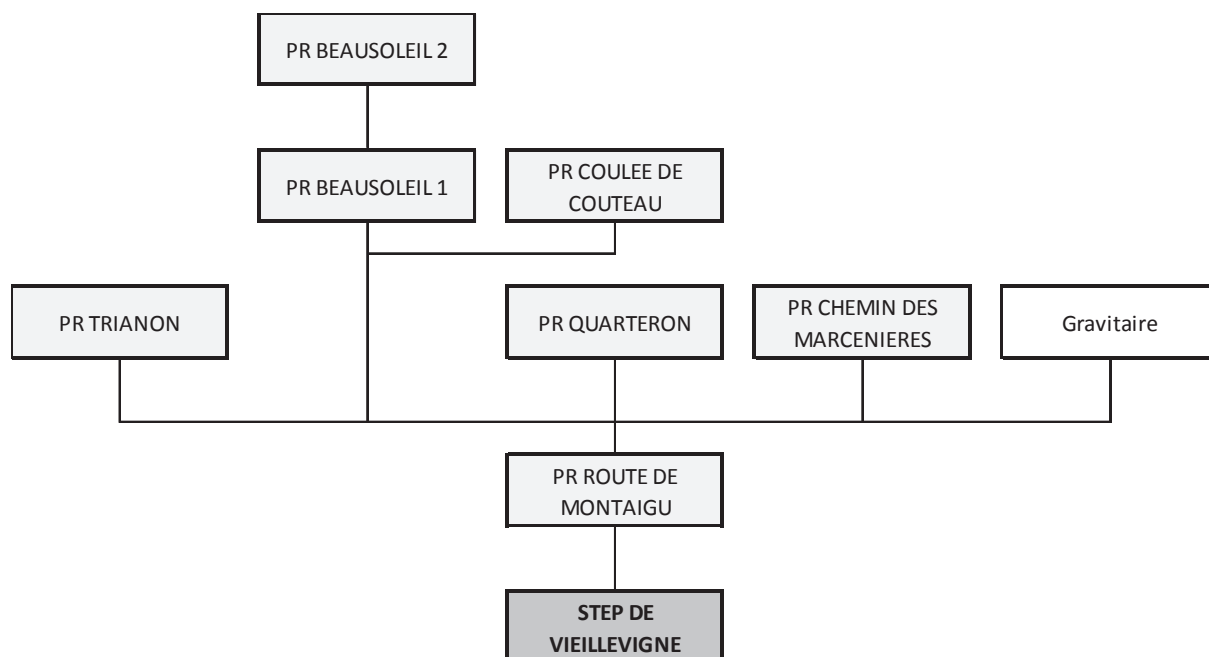 PR BEAUSOLEIL 2
PR BEAUSOLEIL 1
PR COULEE DE
COUTEAU
PR TRIANON
PR QUARTERON
PR CHEMIN DES
MARCENIERES
Gravitaire
PR ROUTE DE
MONTAIGU
STEP DE
VIEILLEVIGNE